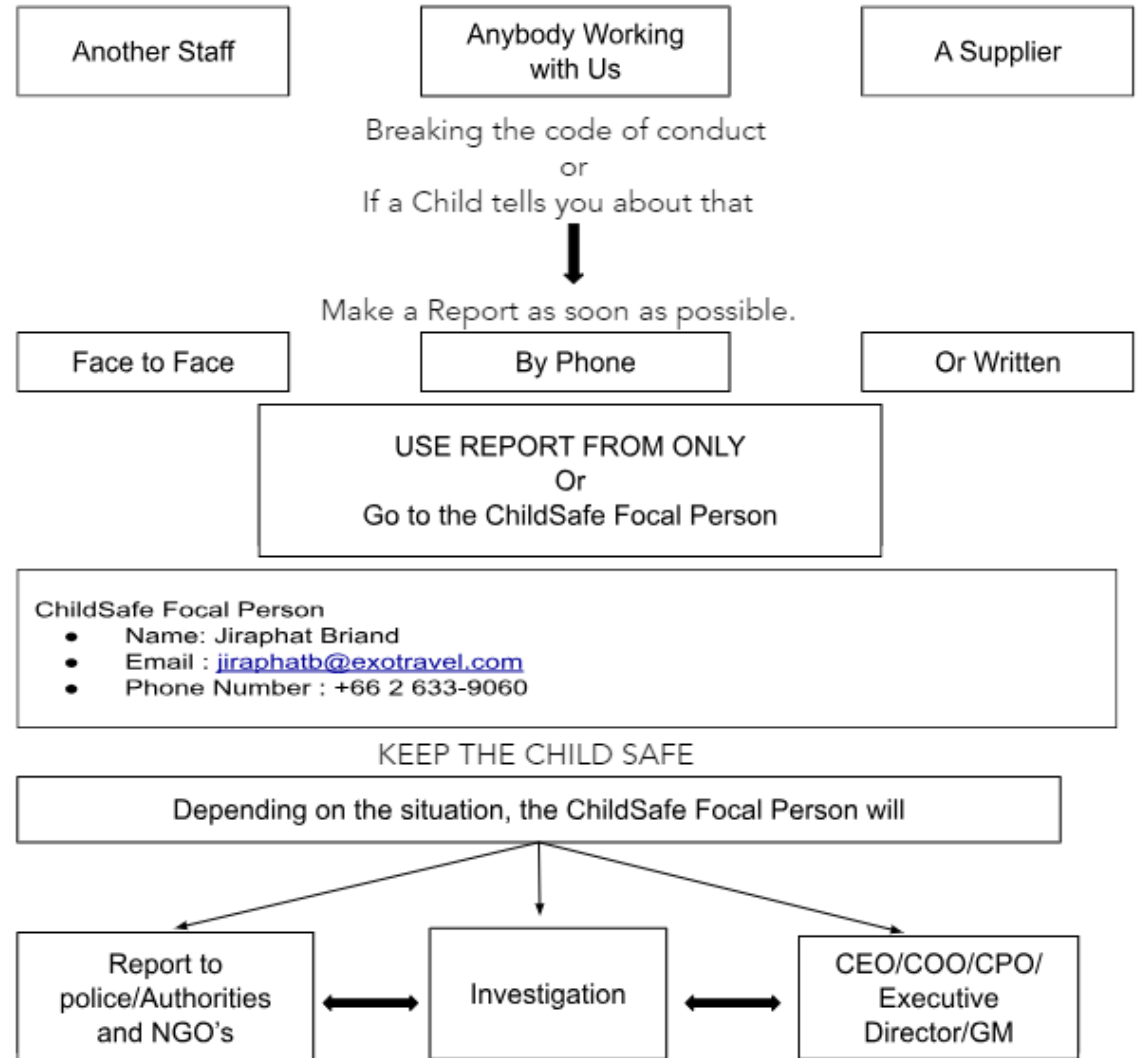 Another Staff
Anybody Working
with Us
A Supplier
Breaking the code of conduct
or
If a Child tells you about that
Make a Report as soon as possible.
Face to Face
By Phone
Or Written
USE REPORT FROM ONLY
Or
Go to the ChildSafe Focal Person
ChildSafe Focal Person
● Name: Jiraphat Briand
● Email : jiraphatb@exotravel.com
● Phone Number : +66 2 633-9060
KEEP THE CHILD SAFE
Depending on the situation, the ChildSafe Focal Person will
Report to
police/Authorities
and NGO’s
Investigation
CEO/COO/CPO/
Executive
Director/GM